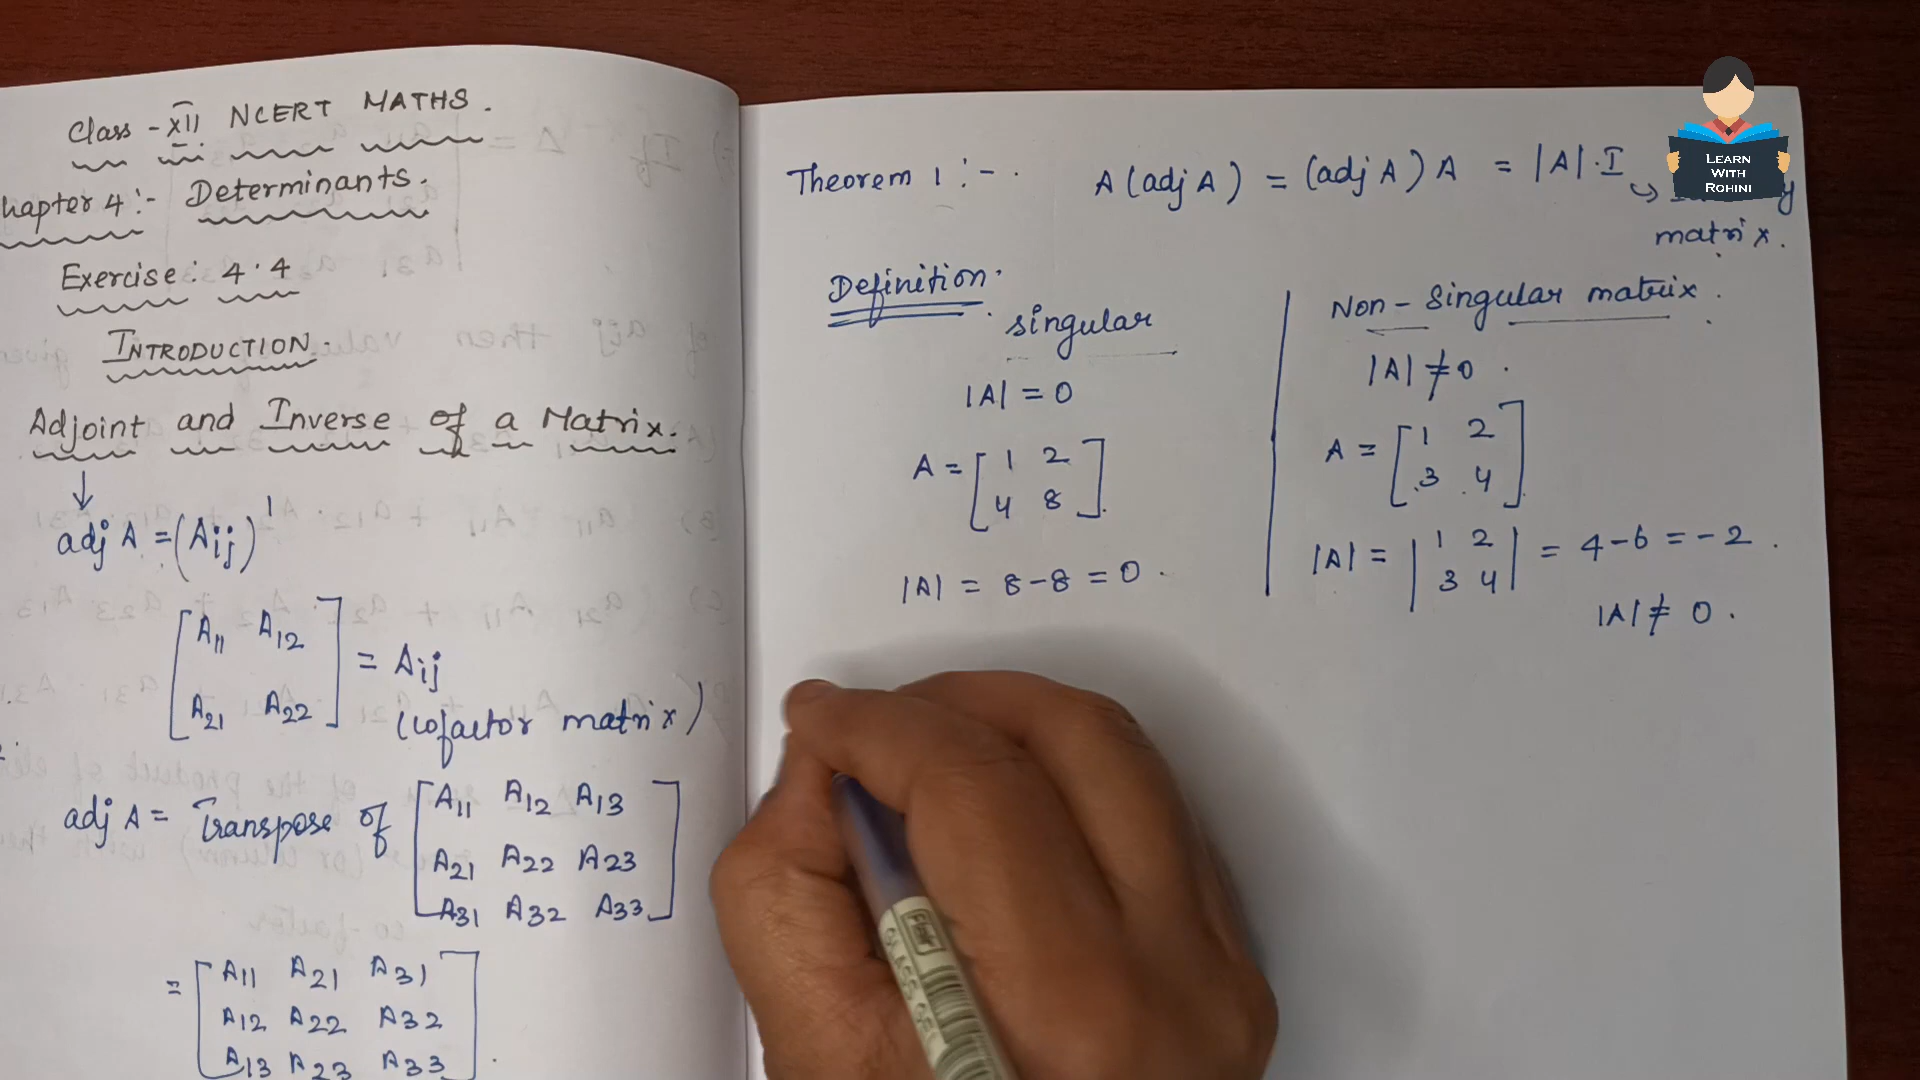 Class - XII NCERT MATHS.
Chapter 4:- Determinants.
Exercise: 4.4
INTRODUCTION.
Adjoint and Inverse of a Matrix.
↓
adj A = (Aij)'
[A11 A12
A21 A22] = Aij
(cofactor matrix)
adj A = Transpose of [A11 A12 A13
A21 A22 A23
A31 A32 A33]
= [A11 A21 A31
A12 A22 A32
A13 A23 A33].
Theorem 1 :- A (adj A) = (adj A) A = |A|. I
matrix.
Definition.
singular
|A| = 0
A = [1 2
4 8].
|A| = 8-8 = 0.
Non-Singular matrix.
|A| ≠ 0.
A = [1 2
3 4].
|A| = |1 2
3 4| = 4-6 = -2.
|A| ≠ 0.
LEARN
WITH
ROHINI